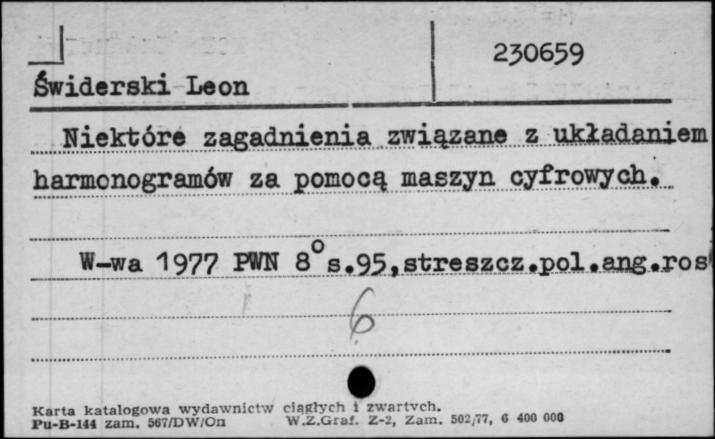 230659
Świderski Leon
Niektóre zagadnienia związane z układaniem
harmonogramów za pomocą maszyn cyfrowych.
W-wa 1977 PWN 8° s.95,streszcz.pol.ang.ros
6
Karta katalogowa wydawnictw ciągłych i zwartych.
Pu-B-144 zam. 567/DW/On W.Z.Graf. Z-2, Zam. 502/77, 6 400 000